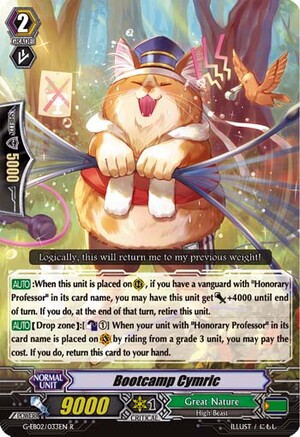 2
GRADE
5000
Logically, this will return me to my previous weight!
AUTO:When this unit is placed on , if you have a vanguard with "Honorary
Professor" in its card name, you may have this unit get +4000 until end
of turn. If you do, at the end of that turn, retire this unit.
AUTO【Drop zone】:[ (1)] When your unit with "Honorary Professor" in its
card name is placed on by riding from a grade 3 unit, you may pay the
cost. If you do, return this card to your hand.
NORMAL
UNIT
Bootcamp Cymric
POWER
9000
1
CRITICAL
Great Nature
High Beast
G-EB02/033EN R
ILLUST / にもし